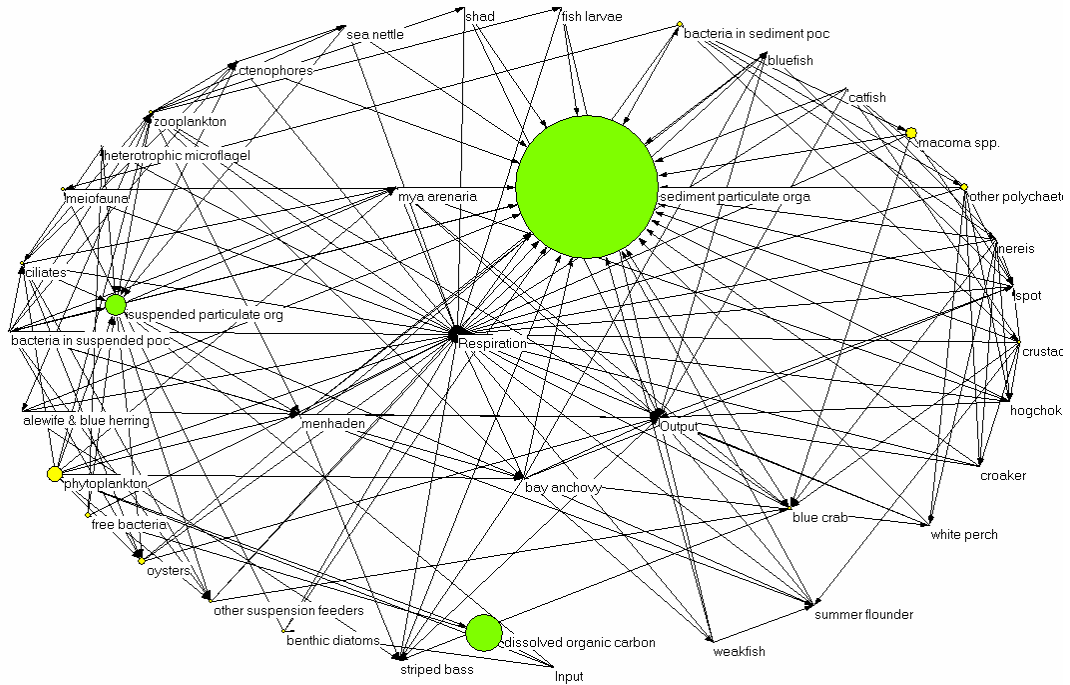 shad
fish larvae
sea nettle
bacteria in sediment poc
bluefish
ctenophores
catfish
zooplankton
macoma spp.
heterotrophic microflagel
meiofauna
mya arenaria
sediment particulate orga
other polychaet
nereis
ciliates
spot
suspended particulate org
bacteria in suspended poc
Respiration
crustac
alewife & blue herring
menhaden
Output
hogchok
phytoplankton
bay anchovy
croaker
free bacteria
blue crab
white perch
oysters
other suspension feeders
summer flounder
benthic diatoms
dissolved organic carbon
weakfish
striped bass
Input